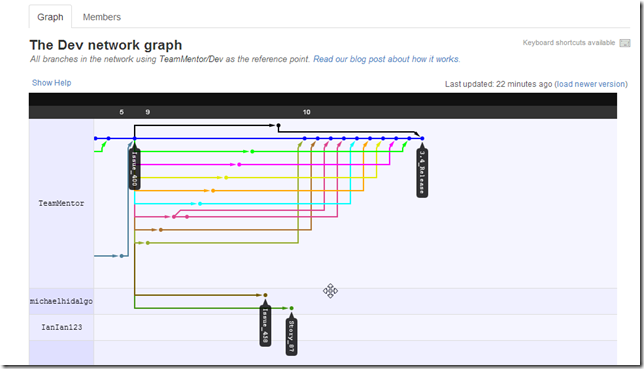 Graph
Members
The Dev network graph
Keyboard shortcuts available
All branches in the network using TeamMentor/Dev as the reference point. Read our blog post about how it works.
Show Help
Last updated: 22 minutes ago (load newer version)
5 9 10
Issue_400
3.4_Release
TeamMentor
michaelhidalgo
Issue_430
Story_87
IanIan123